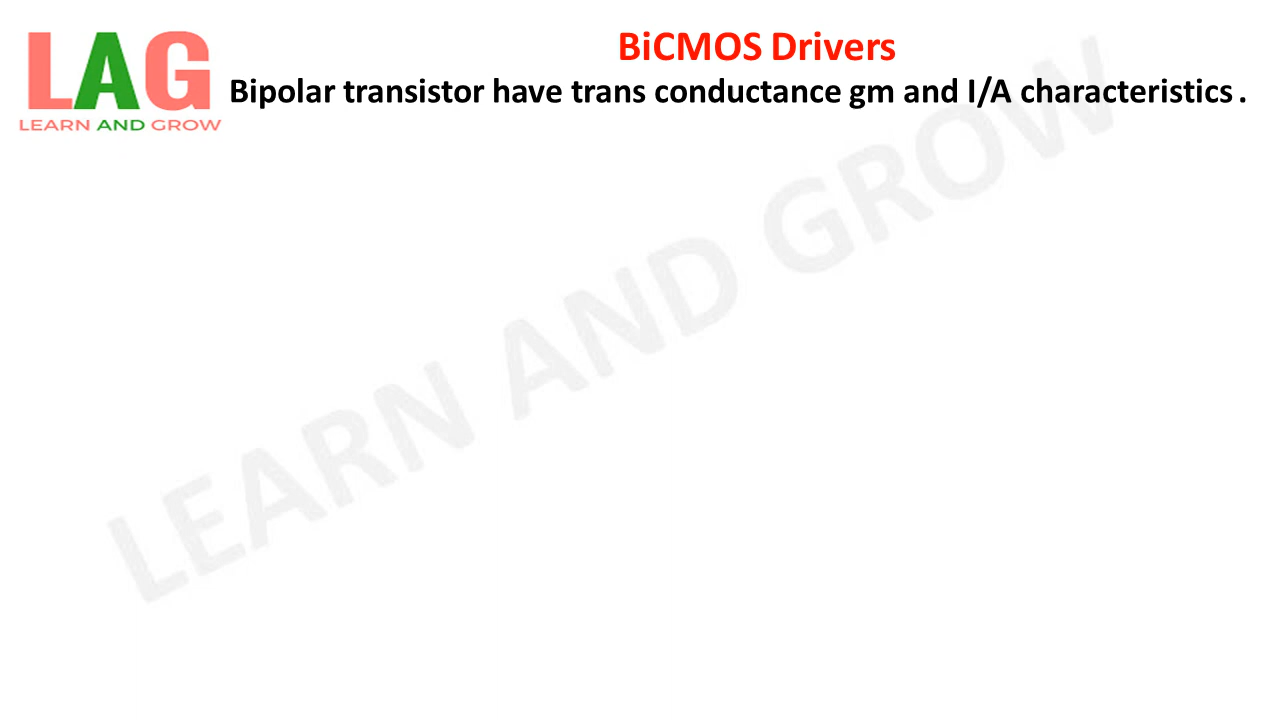 LAG
LEARN AND GROW
BiCMOS Drivers
Bipolar transistor have trans conductance gm and I/A characteristics .
LEARN AND GROW